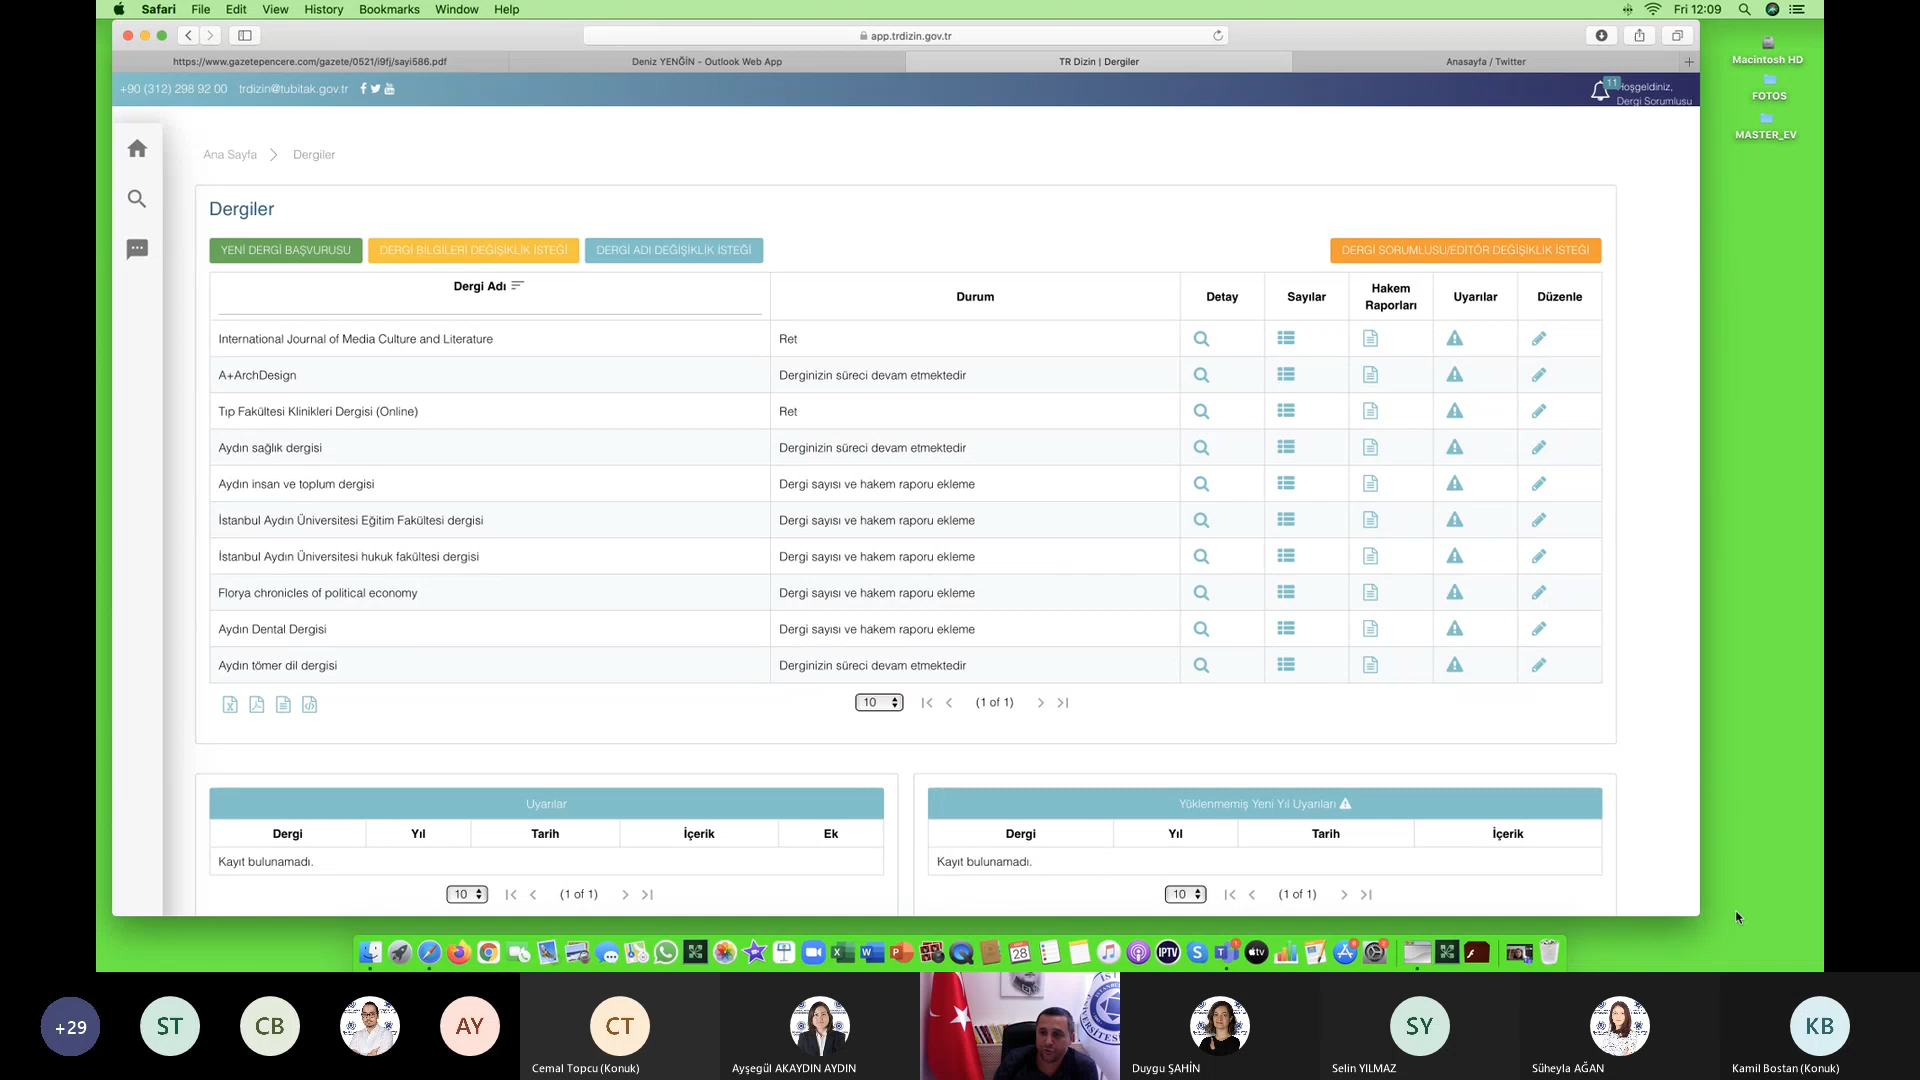 Safari File Edit View History Bookmarks Window Help
Fri 12:09
app.trdizin.gov.tr
https://www.gazetepencere.com/gazete/0521/i9fj/sayi586.pdf
Deniz YENĞİN - Outlook Web App
TR Dizin | Dergiler
Anasayfa / Twitter
+90 (312) 298 92 00 trdizin@tubitak.gov.tr
11
Hoşgeldiniz,
Dergi Sorumlusu
Macintosh HD
FOTOS
MASTER_EV
Ana Sayfa Dergiler
Dergiler
YENİ DERGİ BAŞVURUSU DERGİ BİLGİLERİ DEĞİŞİKLİK İSTEĞİ DERGİ ADI DEĞİŞİKLİK İSTEĞİ DERGİ SORUMLUSU/EDİTÖR DEĞİŞİKLİK İSTEĞİ
Dergi Adı Durum Detay Sayılar Hakem Raporları Uyarılar Düzenle
International Journal of Media Culture and Literature Ret
A+ArchDesign Derginizin süreci devam etmektedir
Tıp Fakültesi Klinikleri Dergisi (Online) Ret
Aydın sağlık dergisi Derginizin süreci devam etmektedir
Aydın insan ve toplum dergisi Dergi sayısı ve hakem raporu ekleme
İstanbul Aydın Üniversitesi Eğitim Fakültesi dergisi Dergi sayısı ve hakem raporu ekleme
İstanbul Aydın Üniversitesi hukuk fakültesi dergisi Dergi sayısı ve hakem raporu ekleme
Florya chronicles of political economy Dergi sayısı ve hakem raporu ekleme
Aydın Dental Dergisi Dergi sayısı ve hakem raporu ekleme
Aydın tömer dil dergisi Derginizin süreci devam etmektedir
10 (1 of 1)
Uyarılar
Dergi Yıl Tarih İçerik Ek
Kayıt bulunamadı.
10 (1 of 1)
Yüklenmemiş Yeni Yıl Uyarıları
Dergi Yıl Tarih İçerik
Kayıt bulunamadı.
10 (1 of 1)
28
IPTV
tv
+29
ST
CB
AY
CT
Cemal Topcu (Konuk)
Ayşegül AKAYDIN AYDIN
Duygu ŞAHİN
SY
Selin YILMAZ
Süheyla AĞAN
KB
Kamil Bostan (Konuk)